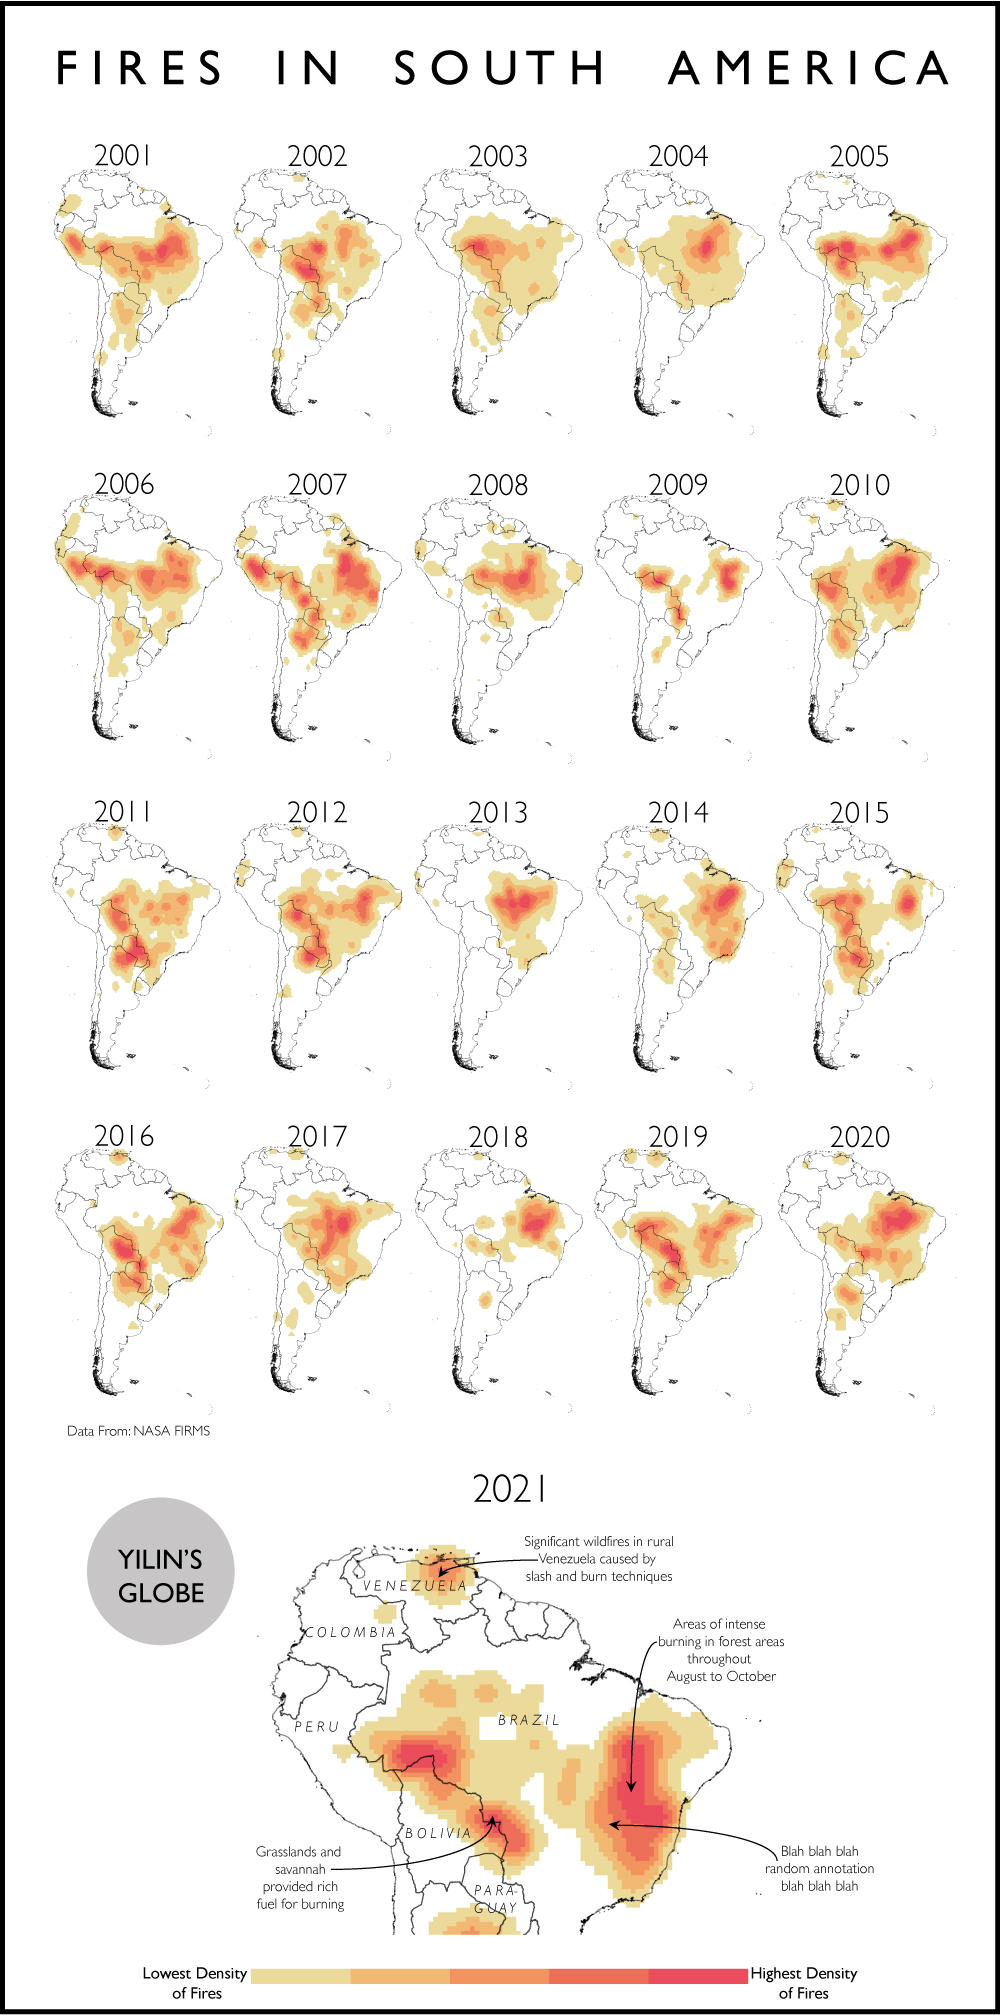 FIRES IN SOUTH AMERICA
2001
2002
2003
2004
2005
2006
2007
2008
2009
2010
2011
2012
2013
2014
2015
2016
2017
2018
2019
2020
Data From: NASA FIRMS
2021
YILIN'S
GLOBE
Significant wildfires in rural
Venezuela caused by
slash and burn techniques
VENEZUELA
COLOMBIA
Areas of intense
burning in forest areas
throughout
August to October
PERU
BRAZIL
BOLIVIA
Grasslands and
savannah
provided rich
fuel for burning
Blah blah blah
random annotation
blah blah blah
PARA-
GUAY
Lowest Density
of Fires
Highest Density
of Fires